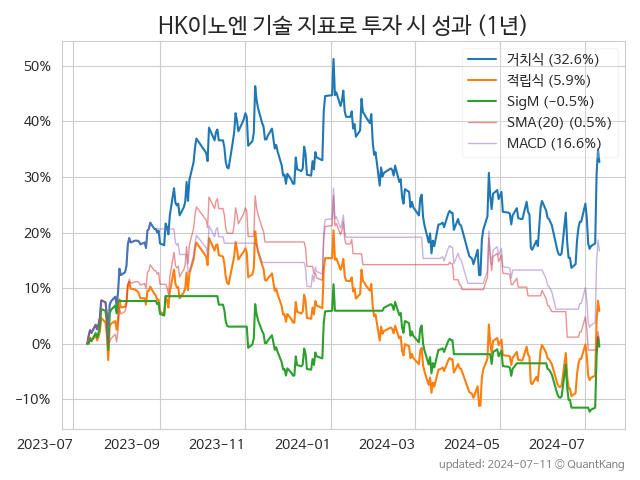 HK이노엔 기술 지표로 투자 시 성과 (1년)
거치식 (32.6%)
적립식 (5.9%)
SigM (−0.5%)
SMA(20) (0.5%)
MACD (16.6%)
50%
40%
30%
20%
10%
0%
−10%
2023-07
2023-09
2023-11
2024-01
2024-03
2024-05
2024-07
updated: 2024-07-11 © QuantKang